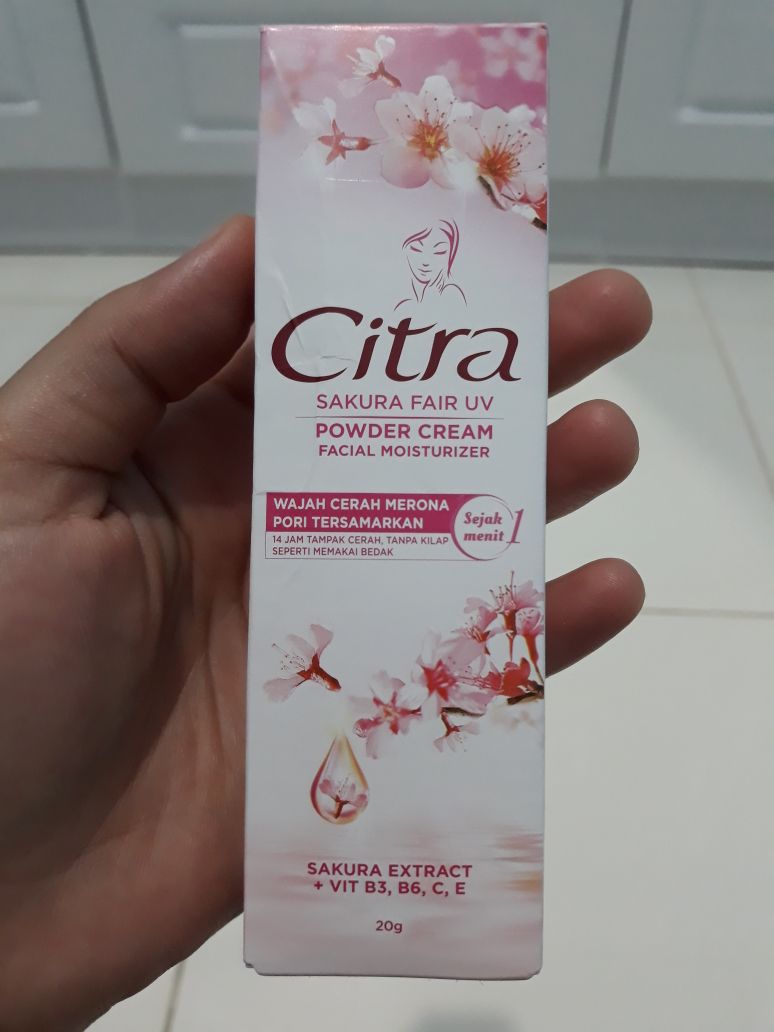 Citra
SAKURA FAIR UV
POWDER CREAM
FACIAL MOISTURIZER
WAJAH CERAH MERONA
PORI TERSAMARKAN
Sejak
menit 1
14 JAM TAMPAK CERAH, TANPA KILAP
SEPERTI MEMAKAI BEDAK
SAKURA EXTRACT
+ VIT B3, B6, C, E
20g